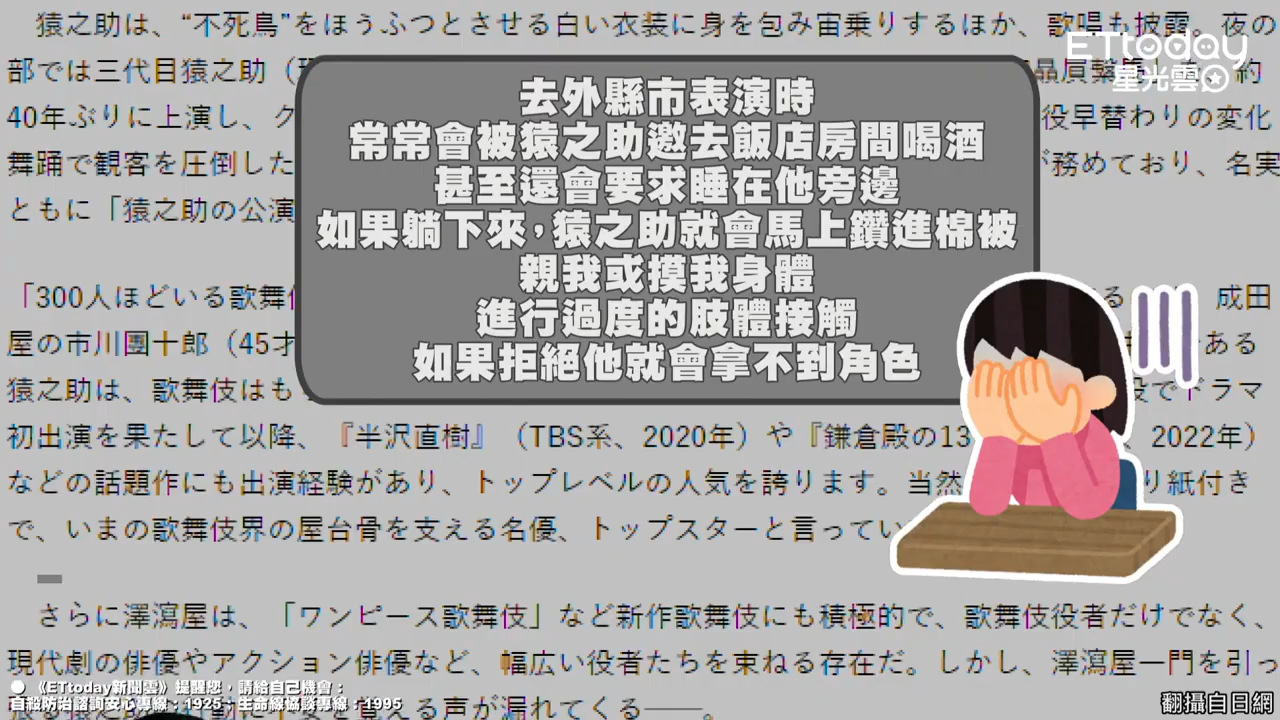 猿之助は、“不死鳥”をほうふつとさせる白い衣装に身を包み宙乗りするほか、歌唱も披露。夜の
ETtoday
星光雲
部では三代目猿之助
40年ぶりに上演し、ク
役早替わりの変化
舞踊で観客を圧倒した
が務めており、名実
ともに「猿之助の公演
去外縣市表演時
常常會被猿之助邀去飯店房間喝酒
甚至還會要求睡在他旁邊
如果躺下來，猿之助就會馬上鑽進棉被
親我或摸我身體
進行過度的肢體接觸
如果拒絕他就會拿不到角色
「300人ほどいる歌舞伎
成田
屋の市川團十郎（45才
ある
猿之助は、歌舞伎はも
役でドラマ
初出演を果たして以降、『半沢直樹』（TBS系、2020年）や『鎌倉殿の13
、2022年）
などの話題作にも出演経験があり、トップレベルの人気を誇ります。当然
り紙付き
で、いまの歌舞伎界の屋台骨を支える名優、トップスターと言ってい
さらに澤瀉屋は、「ワンピース歌舞伎」など新作歌舞伎にも積極的で、歌舞伎役者だけでなく、
現代劇の俳優やアクション俳優など、幅広い役者たちを束ねる存在だ。しかし、澤瀉屋一門を引っ
える声が漏れてくる――。
● 《ETtoday新聞雲》提醒您，請給自己機會：
自殺防治諮詢安心專線：1925；生命線協談專線：1995
翻攝自日網